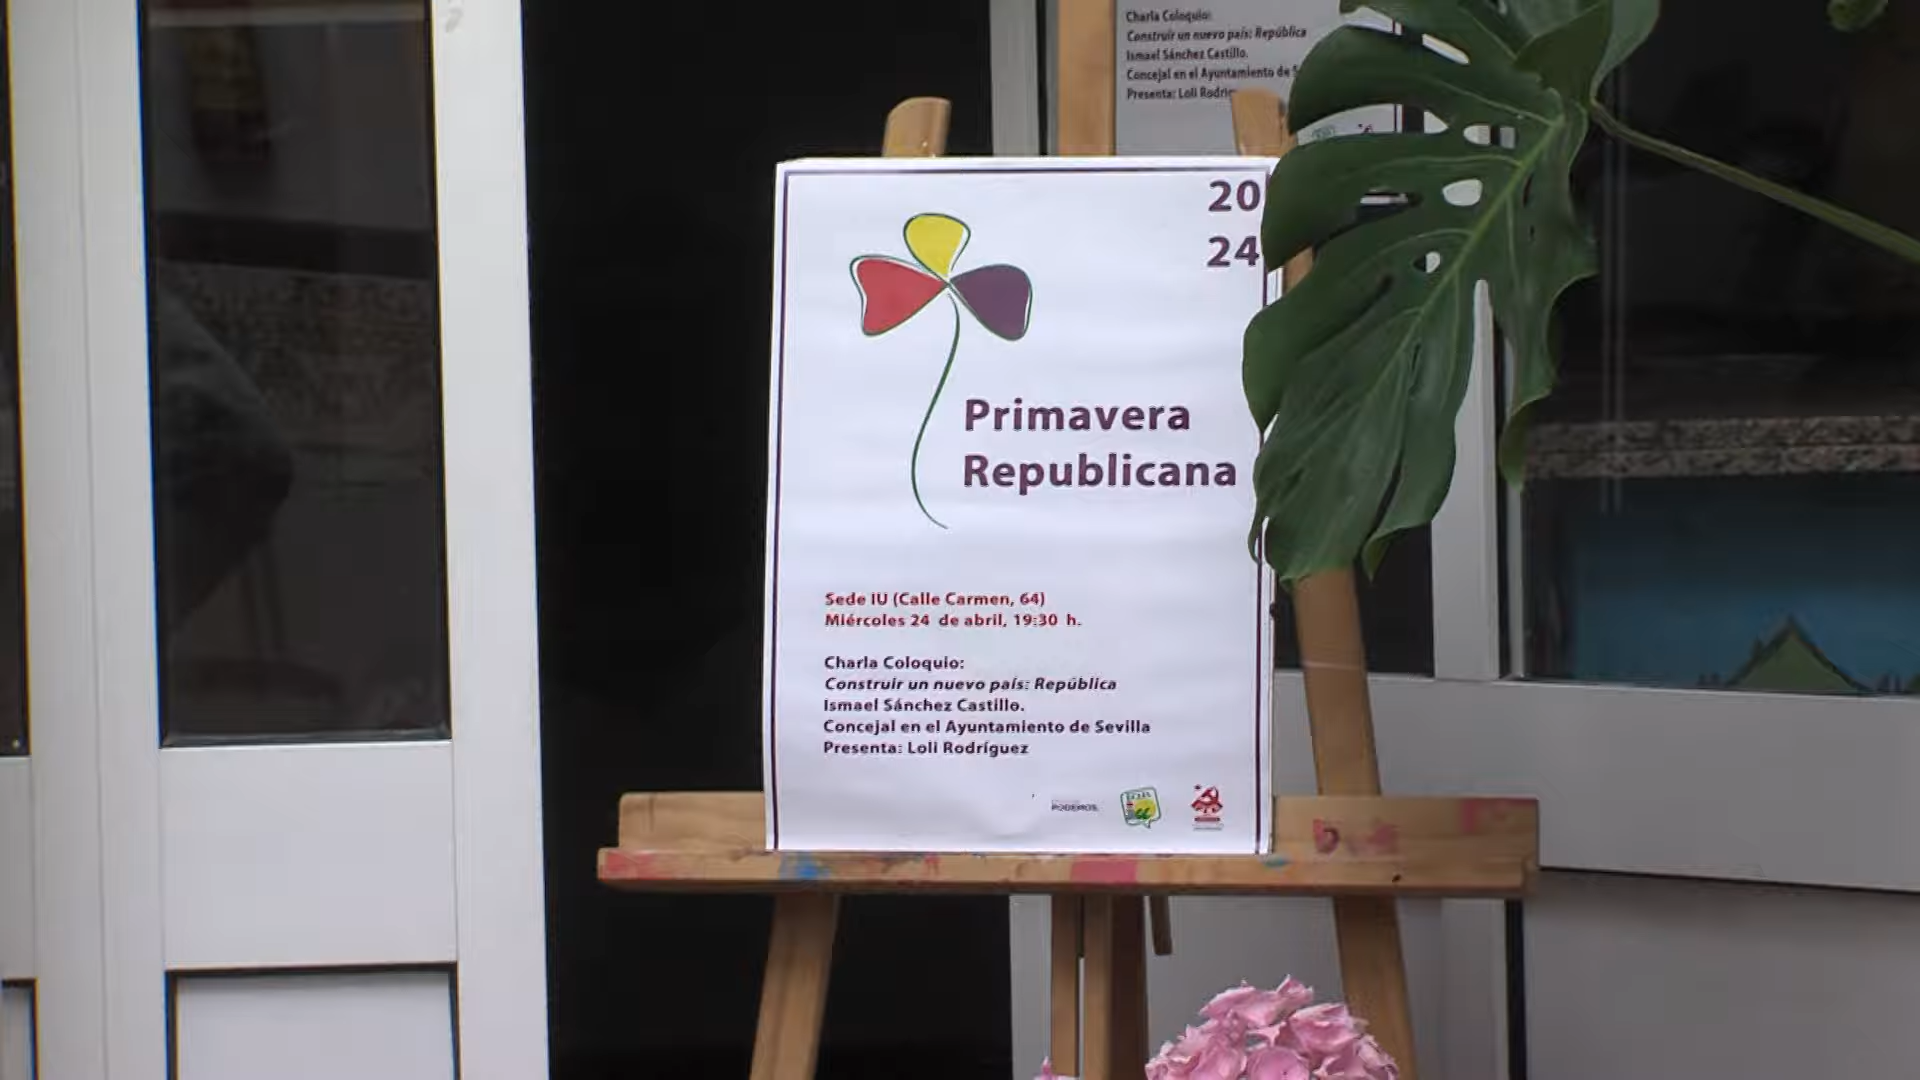 Charla Coloquio:
Construir un nuevo país: República
Ismael Sánchez Castillo.
Concejal en el Ayuntamiento de
Presenta: Loli
20
24
Primavera
Republicana
Sede IU (Calle Carmen, 64)
Miércoles 24 de abril, 19:30 h.
Charla Coloquio:
Construir un nuevo país: República
Ismael Sánchez Castillo.
Concejal en el Ayuntamiento de Sevilla
Presenta: Loli Rodríguez
PODEMOS.